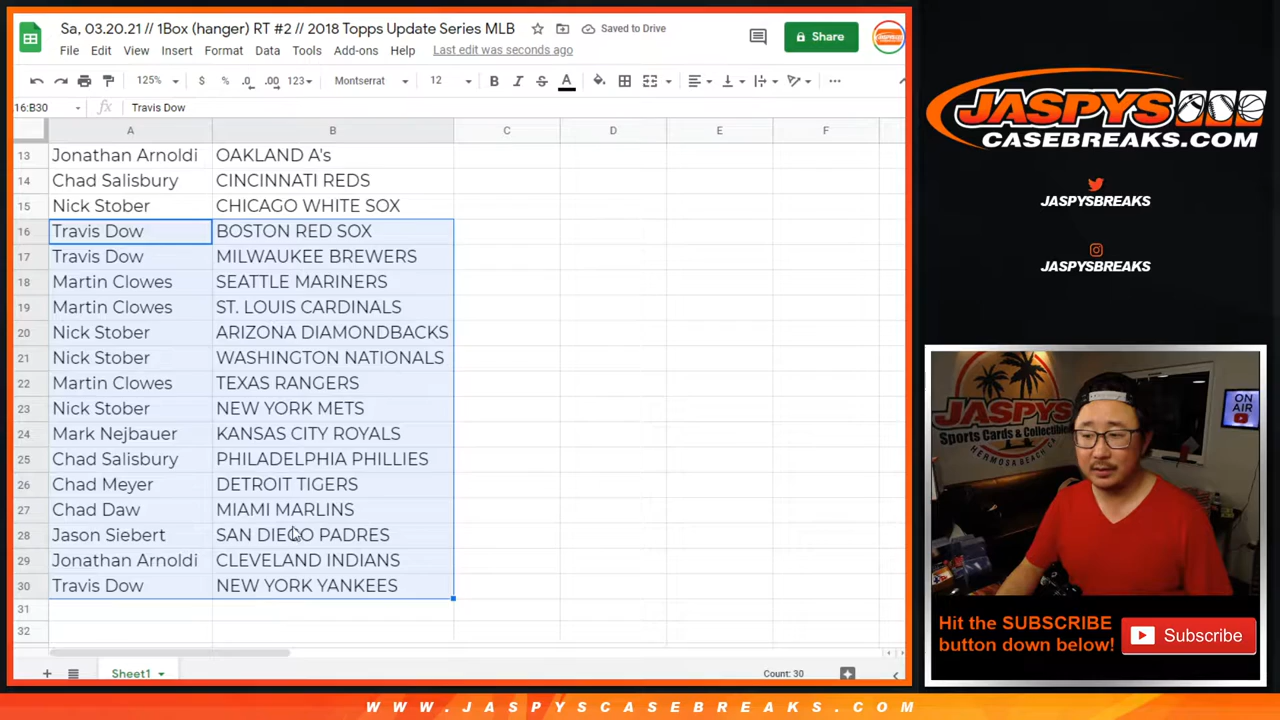 Sa, 03.20.21 // 1Box (hanger) RT #2 // 2018 Topps Update Series MLB
Saved to Drive
Share
File Edit View Insert Format Data Tools Add-ons Help Last edit was seconds ago
125% $ % .0 .00 123 Montserrat 12 B I S A
16:B30 fx Travis Dow
A B C D E F
13 Jonathan Arnoldi OAKLAND A's
14 Chad Salisbury CINCINNATI REDS
15 Nick Stober CHICAGO WHITE SOX
16 Travis Dow BOSTON RED SOX
17 Travis Dow MILWAUKEE BREWERS
18 Martin Clowes SEATTLE MARINERS
19 Martin Clowes ST. LOUIS CARDINALS
20 Nick Stober ARIZONA DIAMONDBACKS
21 Nick Stober WASHINGTON NATIONALS
22 Martin Clowes TEXAS RANGERS
23 Nick Stober NEW YORK METS
24 Mark Nejbauer KANSAS CITY ROYALS
25 Chad Salisbury PHILADELPHIA PHILLIES
26 Chad Meyer DETROIT TIGERS
27 Chad Daw MIAMI MARLINS
28 Jason Siebert SAN DIEGO PADRES
29 Jonathan Arnoldi CLEVELAND INDIANS
30 Travis Dow NEW YORK YANKEES
31
32
Sheet1
Count: 30
JASPYS
CASEBREAKS.COM
JASPYSBREAKS
JASPYSBREAKS
JASPYS
Sports Cards & Collectibles
HERMOSA BEACH
ON
AIR
Hit the SUBSCRIBE
button down below!
Subscribe
WWW.JASPYSCASEBREAKS.COM